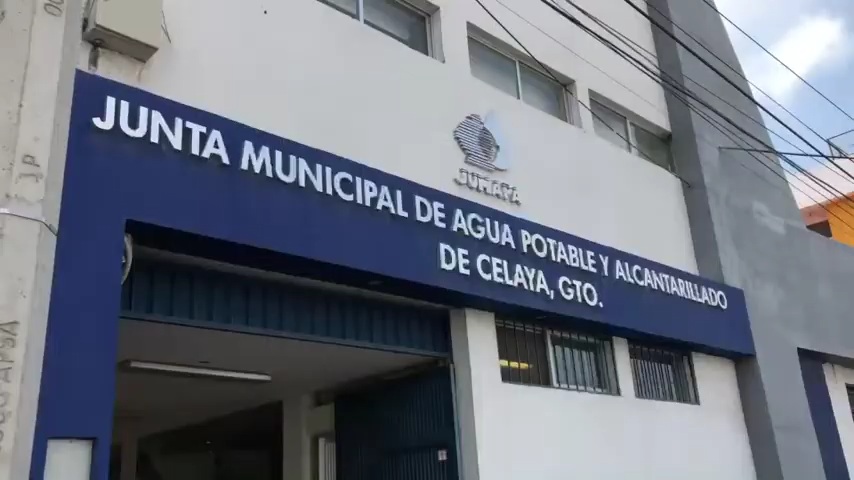 JUMAPA
JUNTA MUNICIPAL DE AGUA POTABLE Y ALCANTARILLADO
DE CELAYA, GTO.